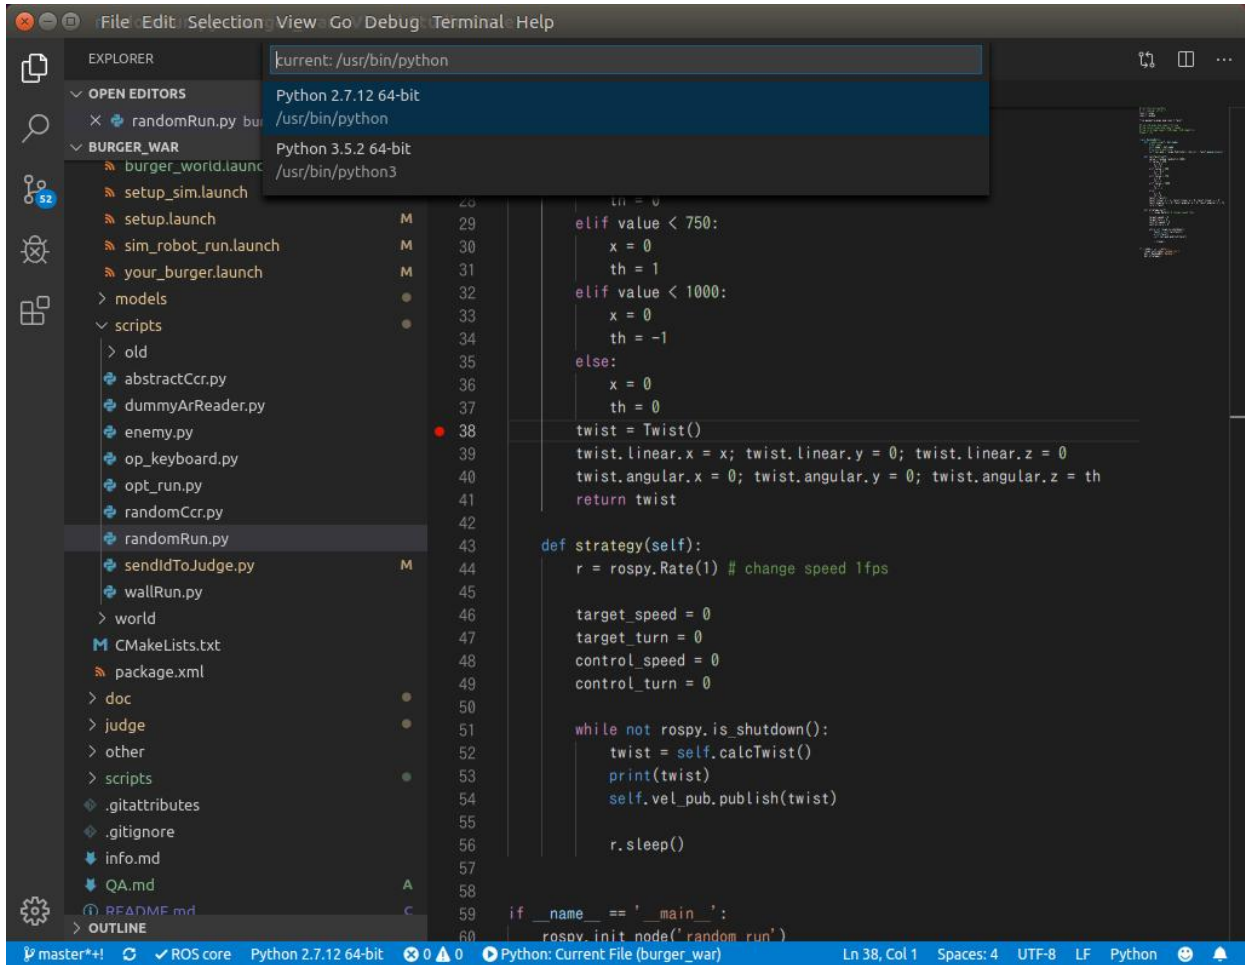 File Edit Selection View Go Debug Terminal Help
EXPLORER
current: /usr/bin/python
OPEN EDITORS
Python 2.7.12 64-bit
/usr/bin/python
randomRun.py
BURGER_WAR
Python 3.5.2 64-bit
/usr/bin/python3
setup_sim.launch
setup.launch M
sim_robot_run.launch M
your_burger.launch M
models
scripts
old
abstractCcr.py
dummyArReader.py
enemy.py
op_keyboard.py
opt_run.py
randomCcr.py
randomRun.py
sendIdToJudge.py M
wallRun.py
world
CMakeLists.txt
package.xml
doc
judge
other
scripts
.gitattributes
.gitignore
info.md
QA.md A
README.md C
OUTLINE
52
28 th = 0
29 elif value < 750:
30 x = 0
31 th = 1
32 elif value < 1000:
33 x = 0
34 th = -1
35 else:
36 x = 0
37 th = 0
38 twist = Twist()
39 twist.linear.x = x; twist.linear.y = 0; twist.linear.z = 0
40 twist.angular.x = 0; twist.angular.y = 0; twist.angular.z = th
41 return twist
42
43 def strategy(self):
44 r = rospy.Rate(1) # change speed 1fps
45
46 target_speed = 0
47 target_turn = 0
48 control_speed = 0
49 control_turn = 0
50
51 while not rospy.is_shutdown():
52 twist = self.calcTwist()
53 print(twist)
54 self.vel_pub.publish(twist)
55
56 r.sleep()
57
58
59 if __name__ == '__main__':
60 rospy.init_node('random_run')
master*+! ROS core Python 2.7.12 64-bit 0 0 Python: Current File (burger_war) Ln 38, Col 1 Spaces: 4 UTF-8 LF Python